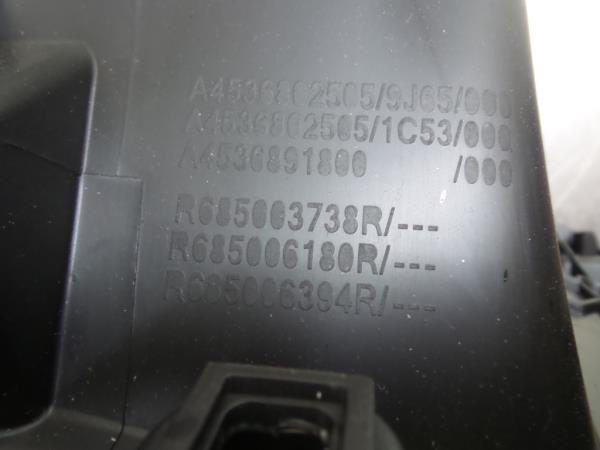 A4536802505/9J65/000
A4536802505/1C53/000
A4536891800 /000
R685003738R/---
R685006180R/---
R685006394R/---